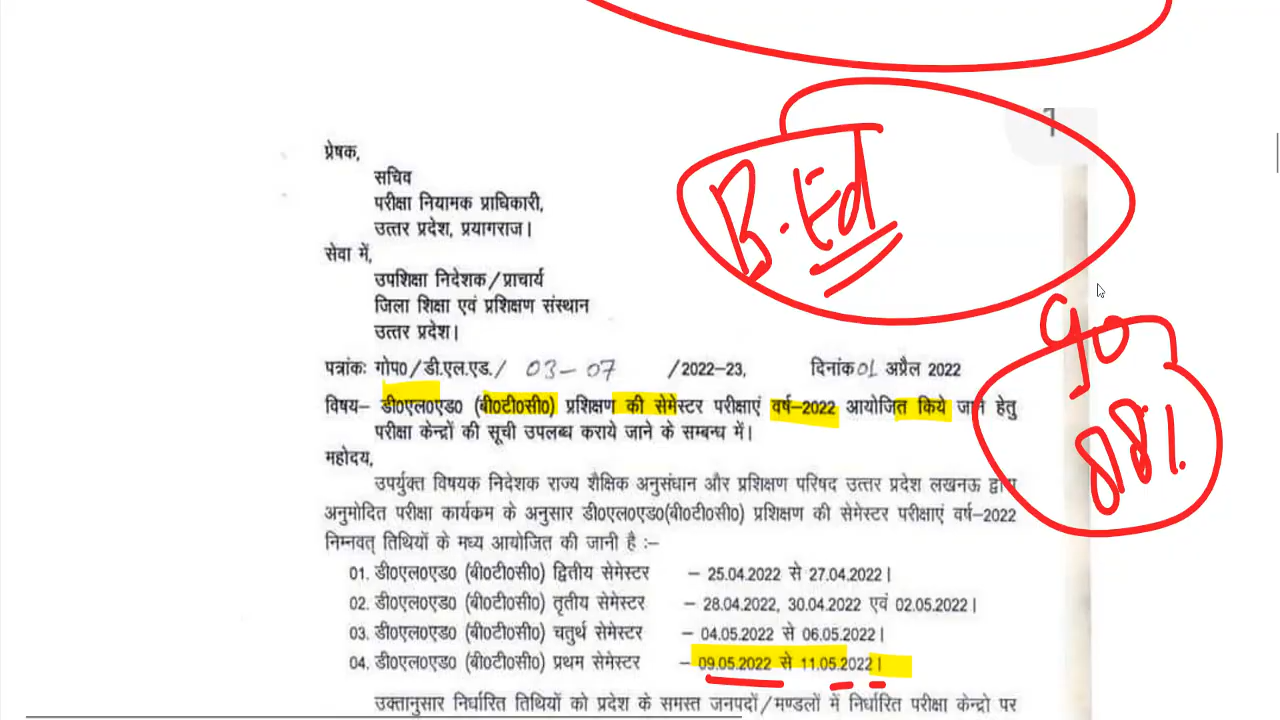 प्रेषक,
सचिव
परीक्षा नियामक प्राधिकारी,
उत्तर प्रदेश, प्रयागराज।
सेवा में,
उपशिक्षा निदेशक/प्राचार्य
जिला शिक्षा एवं प्रशिक्षण संस्थान
उत्तर प्रदेश।
B.Ed
90
पत्रांकः गोप0/डी.एल.एड./ 03-07 /2022-23, दिनांक 01 अप्रैल 2022
विषय- डी0एल0एड0 (बी0टी0सी0) प्रशिक्षण की सेमेस्टर परीक्षाएं वर्ष-2022 आयोजित किये जाने हेतु
परीक्षा केन्द्रों की सूची उपलब्ध कराये जाने के सम्बन्ध में।
महोदय,
उपर्युक्त विषयक निदेशक राज्य शैक्षिक अनुसंधान और प्रशिक्षण परिषद उत्तर प्रदेश लखनऊ द्वारा
अनुमोदित परीक्षा कार्यकम के अनुसार डी0एल0एड0(बी0टी0सी0) प्रशिक्षण की सेमेस्टर परीक्षाएं वर्ष-2022
निम्नवत् तिथियों के मध्य आयोजित की जानी है :-
01. डी0एल0एड0 (बी0टी0सी0) द्वितीय सेमेस्टर - 25.04.2022 से 27.04.2022।
02. डी0एल0एड0 (बी0टी0सी0) तृतीय सेमेस्टर - 28.04.2022, 30.04.2022 एवं 02.05.2022।
03. डी0एल0एड0 (बी0टी0सी0) चतुर्थ सेमेस्टर - 04.05.2022 से 06.05.2022।
04. डी0एल0एड0 (बी0टी0सी0) प्रथम सेमेस्टर - 09.05.2022 से 11.05.2022।
उक्तानुसार निर्धारित तिथियों को प्रदेश के समस्त जनपदों/मण्डलों में निर्धारित परीक्षा केन्द्रो पर